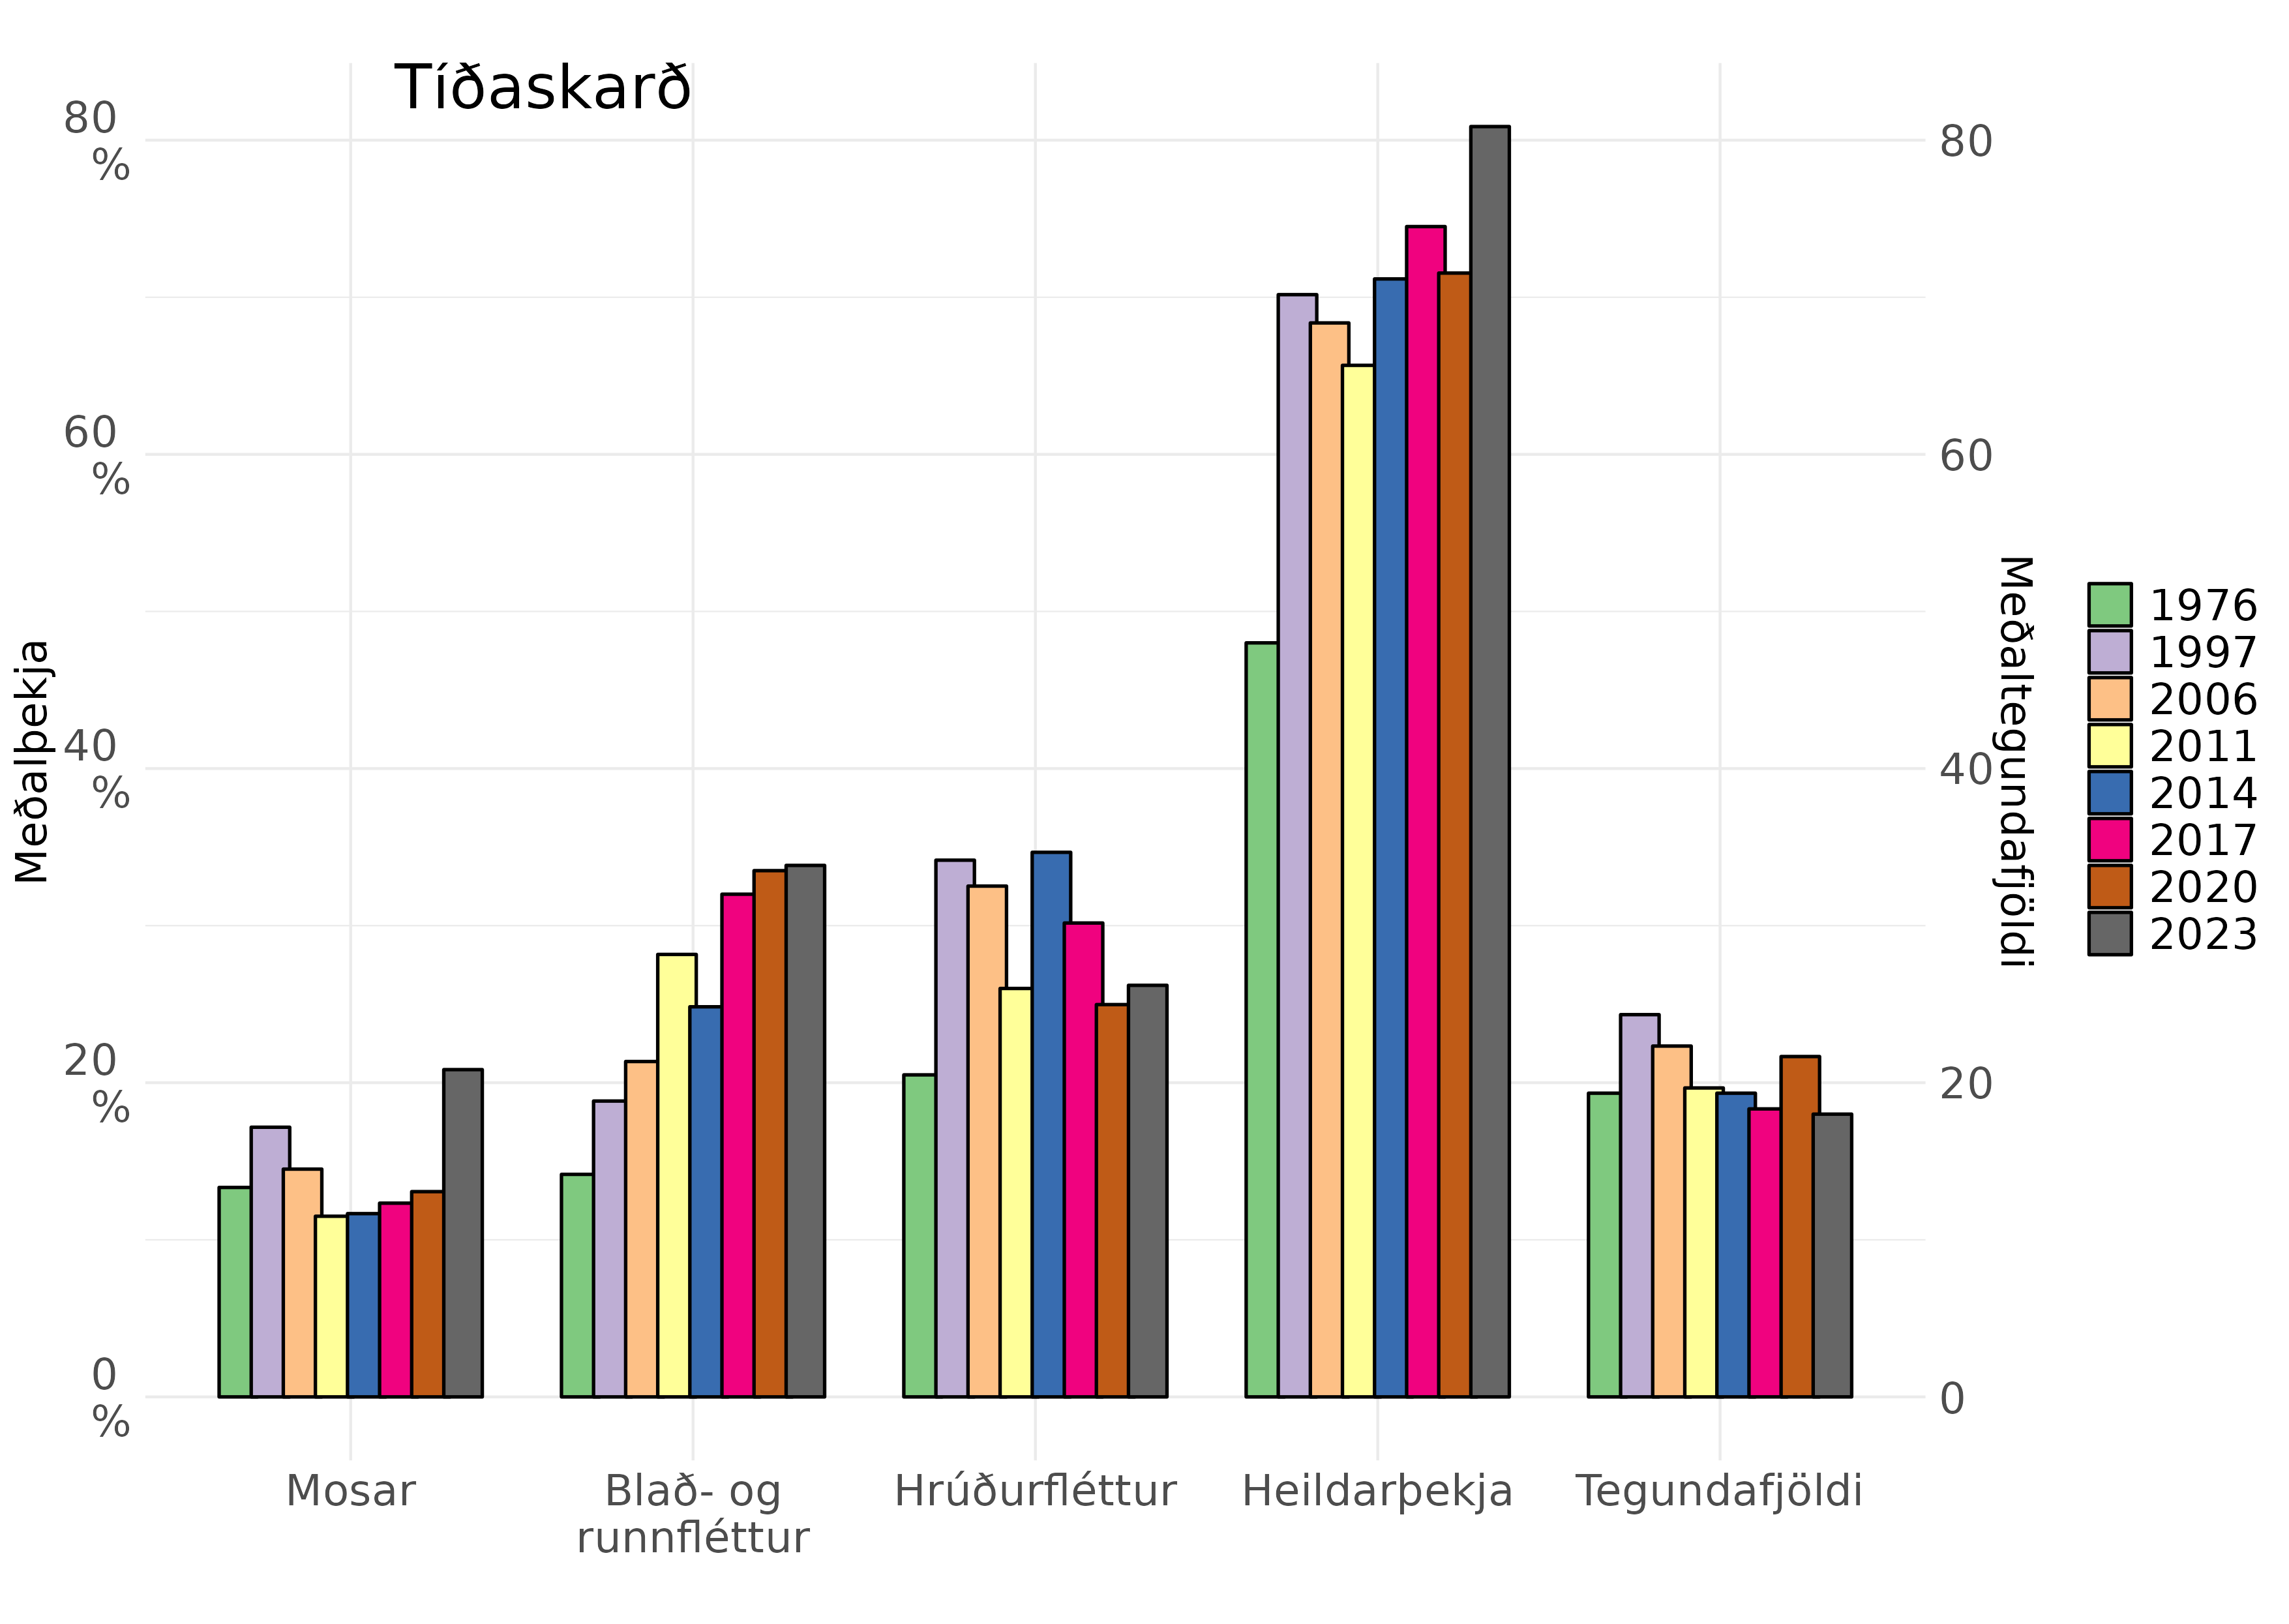 Tíðaskarð
Meðalþekja
80
%
60
%
40
%
20
%
0
%
80
60
40
20
0
Meðaltegundafjöldi
Mosar
Blað- og
runnfléttur
Hrúðurfléttur
Heildarþekja
Tegundafjöldi
1976
1997
2006
2011
2014
2017
2020
2023